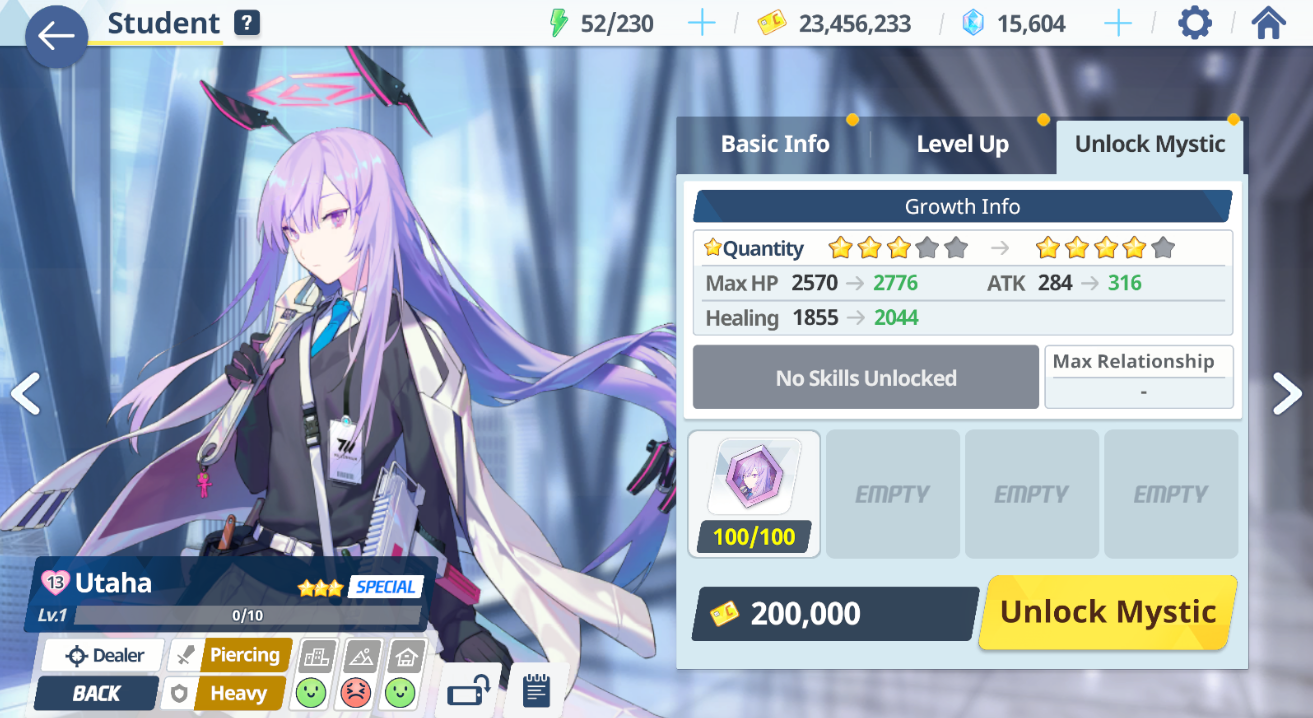 Student ?
52/230
23,456,233
15,604
Basic Info
Level Up
Unlock Mystic
Growth Info
Quantity
Max HP 2570 → 2776 ATK 284 → 316
Healing 1855 → 2044
No Skills Unlocked
Max Relationship
-
100/100
EMPTY
EMPTY
EMPTY
200,000
Unlock Mystic
13 Utaha
SPECIAL
Lv.1 0/10
Dealer
Piercing
BACK
Heavy